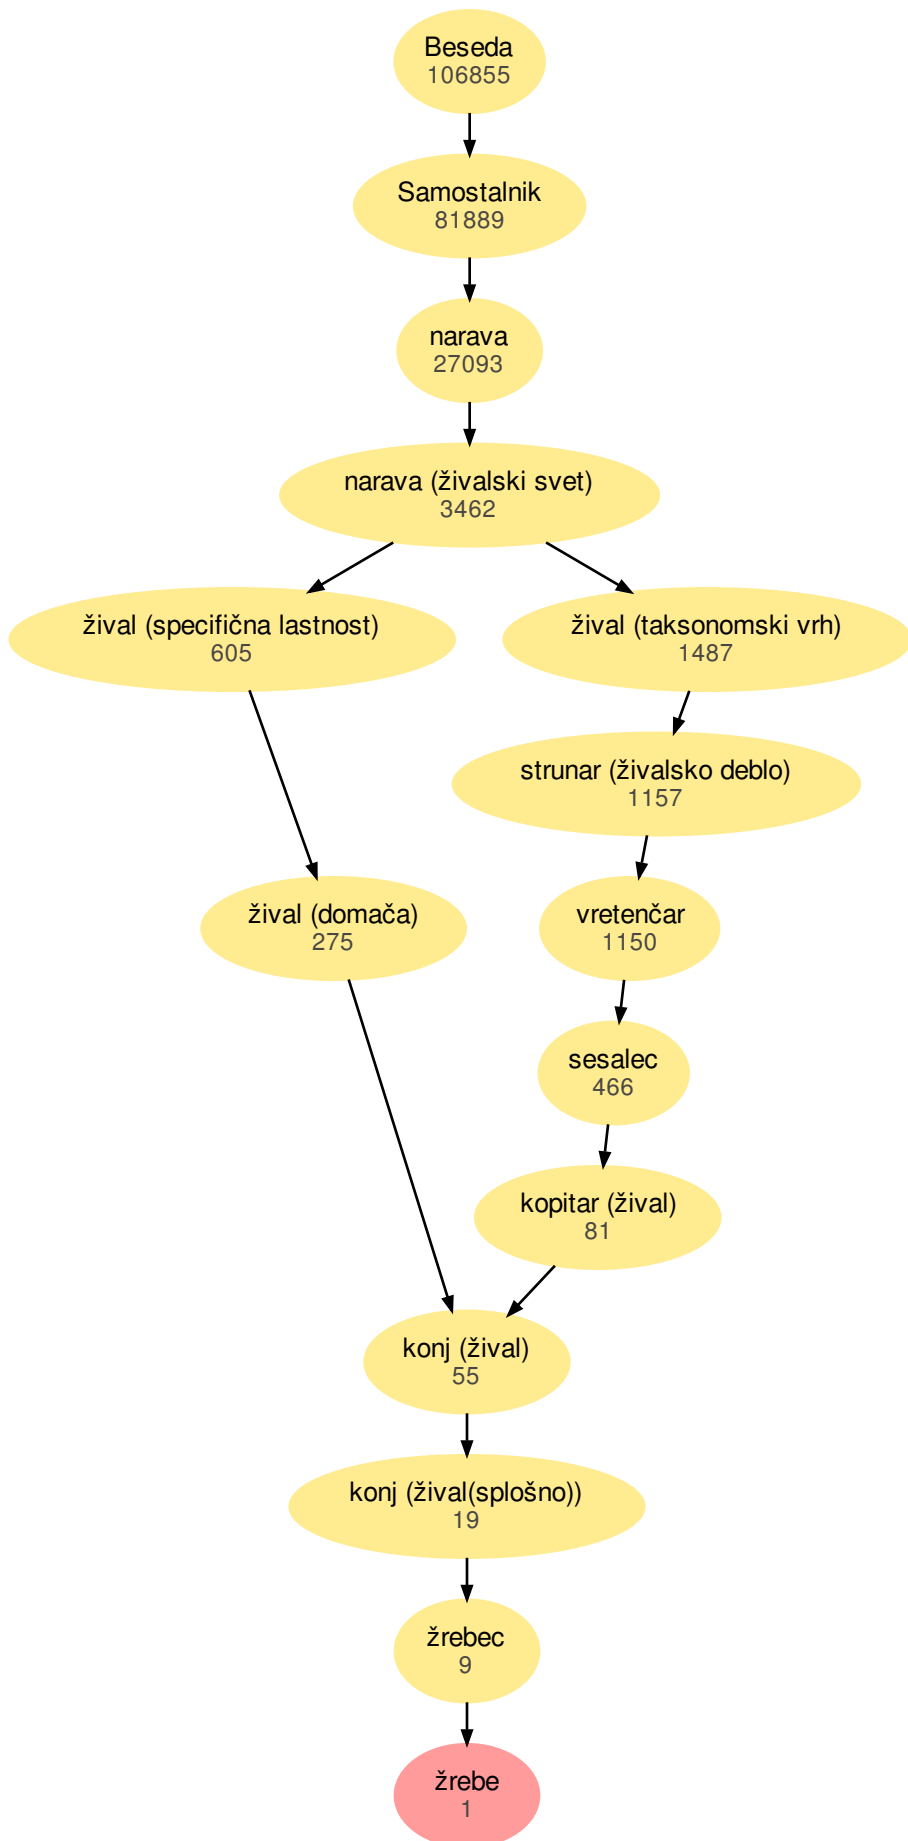 Beseda
106855
Samostalnik
81889
narava
27093
narava (živalski svet)
3462
žival (specifična lastnost)
605
žival (taksonomski vrh)
1487
strunar (živalsko deblo)
1157
žival (domača)
275
vretenčar
1150
sesalec
466
kopitar (žival)
81
konj (žival)
55
konj (žival(splošno))
19
žrebec
9
žrebe
1